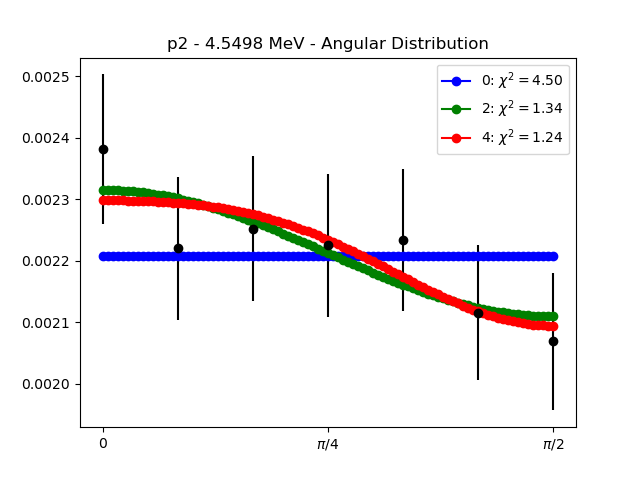 p2 - 4.5498 MeV - Angular Distribution
0: χ² = 4.50
2: χ² = 1.34
4: χ² = 1.24
0.0025
0.0024
0.0023
0.0022
0.0021
0.0020
0
π/4
π/2